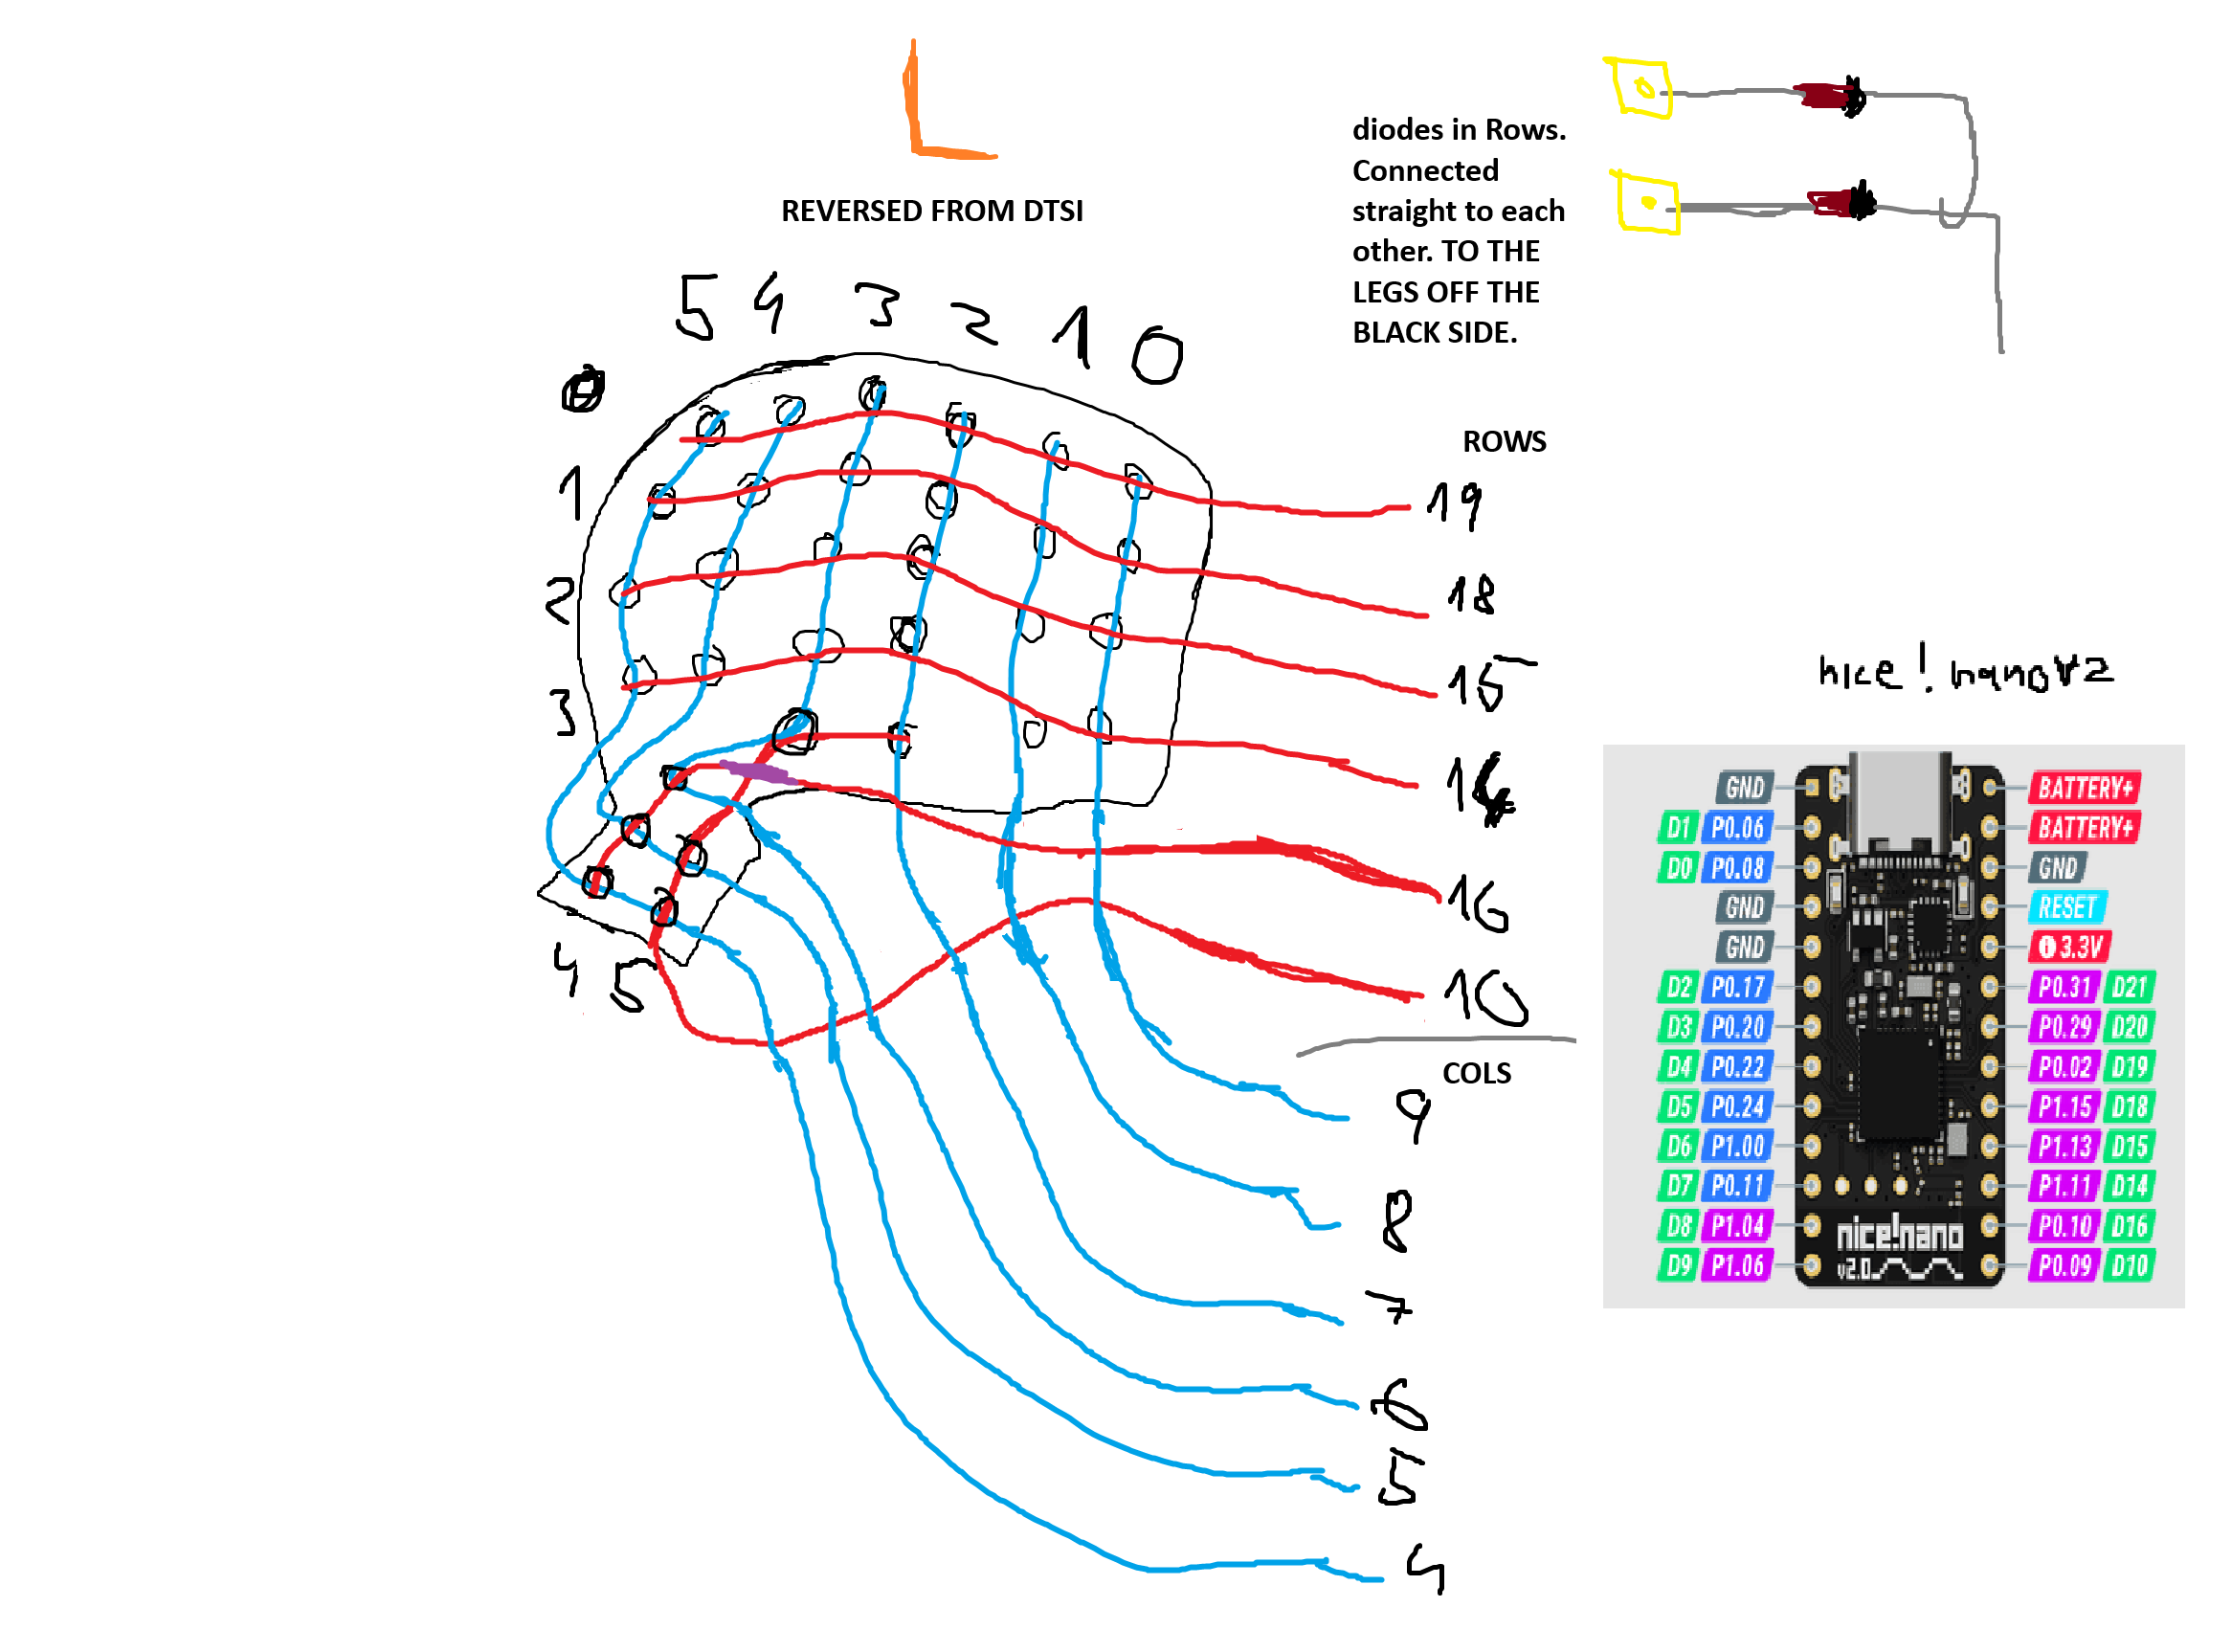 REVERSED FROM DTSI
5 4 3 2 1 0
0
1
2
3
4 5
diodes in Rows.
Connected
straight to each
other. TO THE
LEGS OFF THE
BLACK SIDE.
ROWS
19
18
15
14
16
10
COLS
9
8
7
6
5
4
nice!nanoV2
GND BATTERY+
D1 P0.06 BATTERY+
D0 P0.08 GND
GND RESET
GND 3.3V
D2 P0.17 P0.31 D21
D3 P0.20 P0.29 D20
D4 P0.22 P0.02 D19
D5 P0.24 P1.15 D18
D6 P1.00 P1.13 D15
D7 P0.11 P1.11 D14
D8 P1.04 P0.10 D16
D9 P1.06 P0.09 D10
nice!nano
v2.0